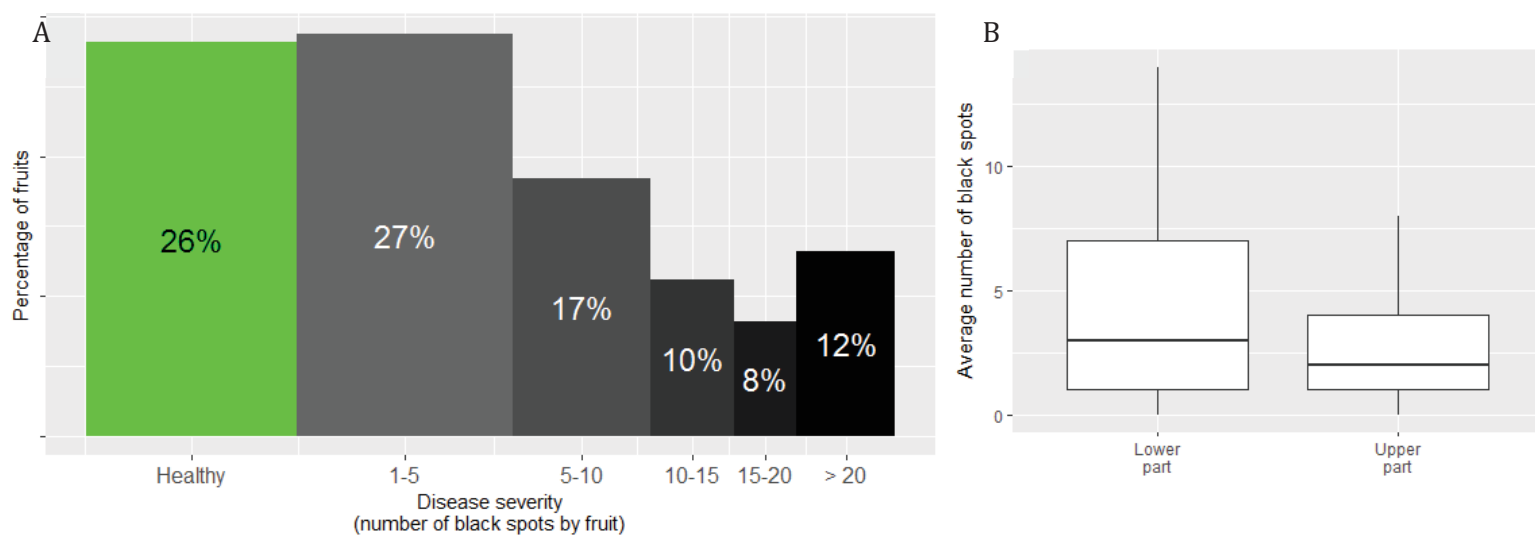 A
Percentage of fruits
26%
27%
17%
10%
8%
12%
Healthy
1-5
5-10
10-15
15-20
> 20
Disease severity
(number of black spots by fruit)
B
Average number of black spots
10
5
0
Lower
part
Upper
part